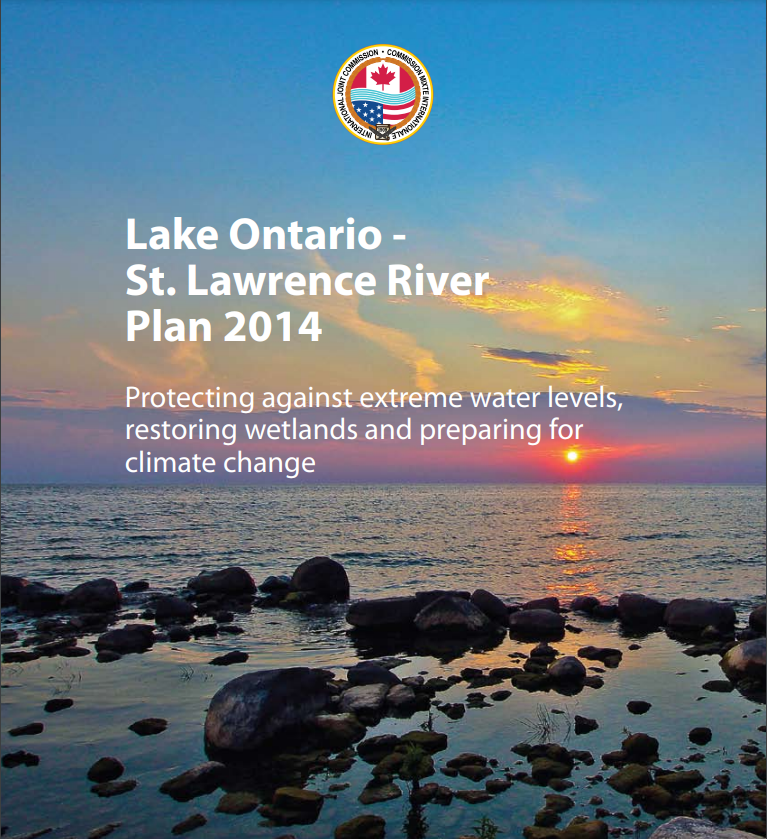 INTERNATIONAL JOINT COMMISSION • COMMISSION MIXTE INTERNATIONALE
Lake Ontario -
St. Lawrence River
Plan 2014
Protecting against extreme water levels,
restoring wetlands and preparing for
climate change